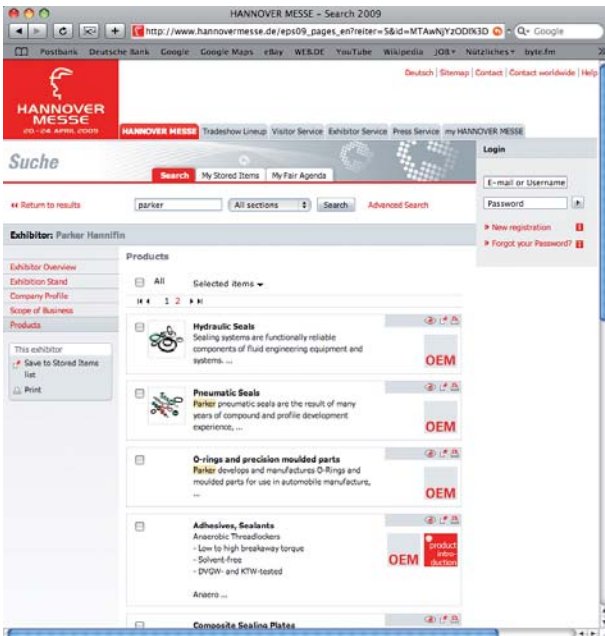 HANNOVER MESSE – Search 2009
http://www.hannovermesse.de/eps09_pages_en?reiter=5&id=
Google
Postbank Deutsche Bank Google Google Maps eBay WEB.DE YouTube Wikipedia JOB Nützliches byte.fm
Deutsch | Sitemap | Contact | Contact worldwide | Help
HANNOVER
MESSE
20.–24 APRIL 2009
HANNOVER MESSE Tradeshow Lineup Visitor Service Exhibitor Service Press Service my HANNOVER MESSE
Suche
Search My Stored Items My Fair Agenda
Login
E-mail or Username
Password
New registration
Forgot your Password?
Return to results
parker All sections Search Advanced Search
Exhibitor: Parker Hannifin
Exhibitor Overview
Exhibition Stand
Company Profile
Scope of Business
Products
This exhibitor
Save to Stored Items
list
Print
Products
All Selected items
1 2
Hydraulic Seals
Sealing systems are functionally reliable
components of fluid engineering equipment and
systems. ...
OEM
Pneumatic Seals
Parker pneumatic seals are the result of many
years of compound and profile development
experience, ...
OEM
O-rings and precision moulded parts
Parker develops and manufactures O-Rings and
moulded parts for use in automobile manufacture,
...
OEM
Adhesives, Sealants
Anaerobic Threadlockers
- Low to high breakaway torque
- Solvent-free
- DVGW- and KTW-tested
Anaero ...
OEM
product
intro-
duction
Composite Sealing Plates